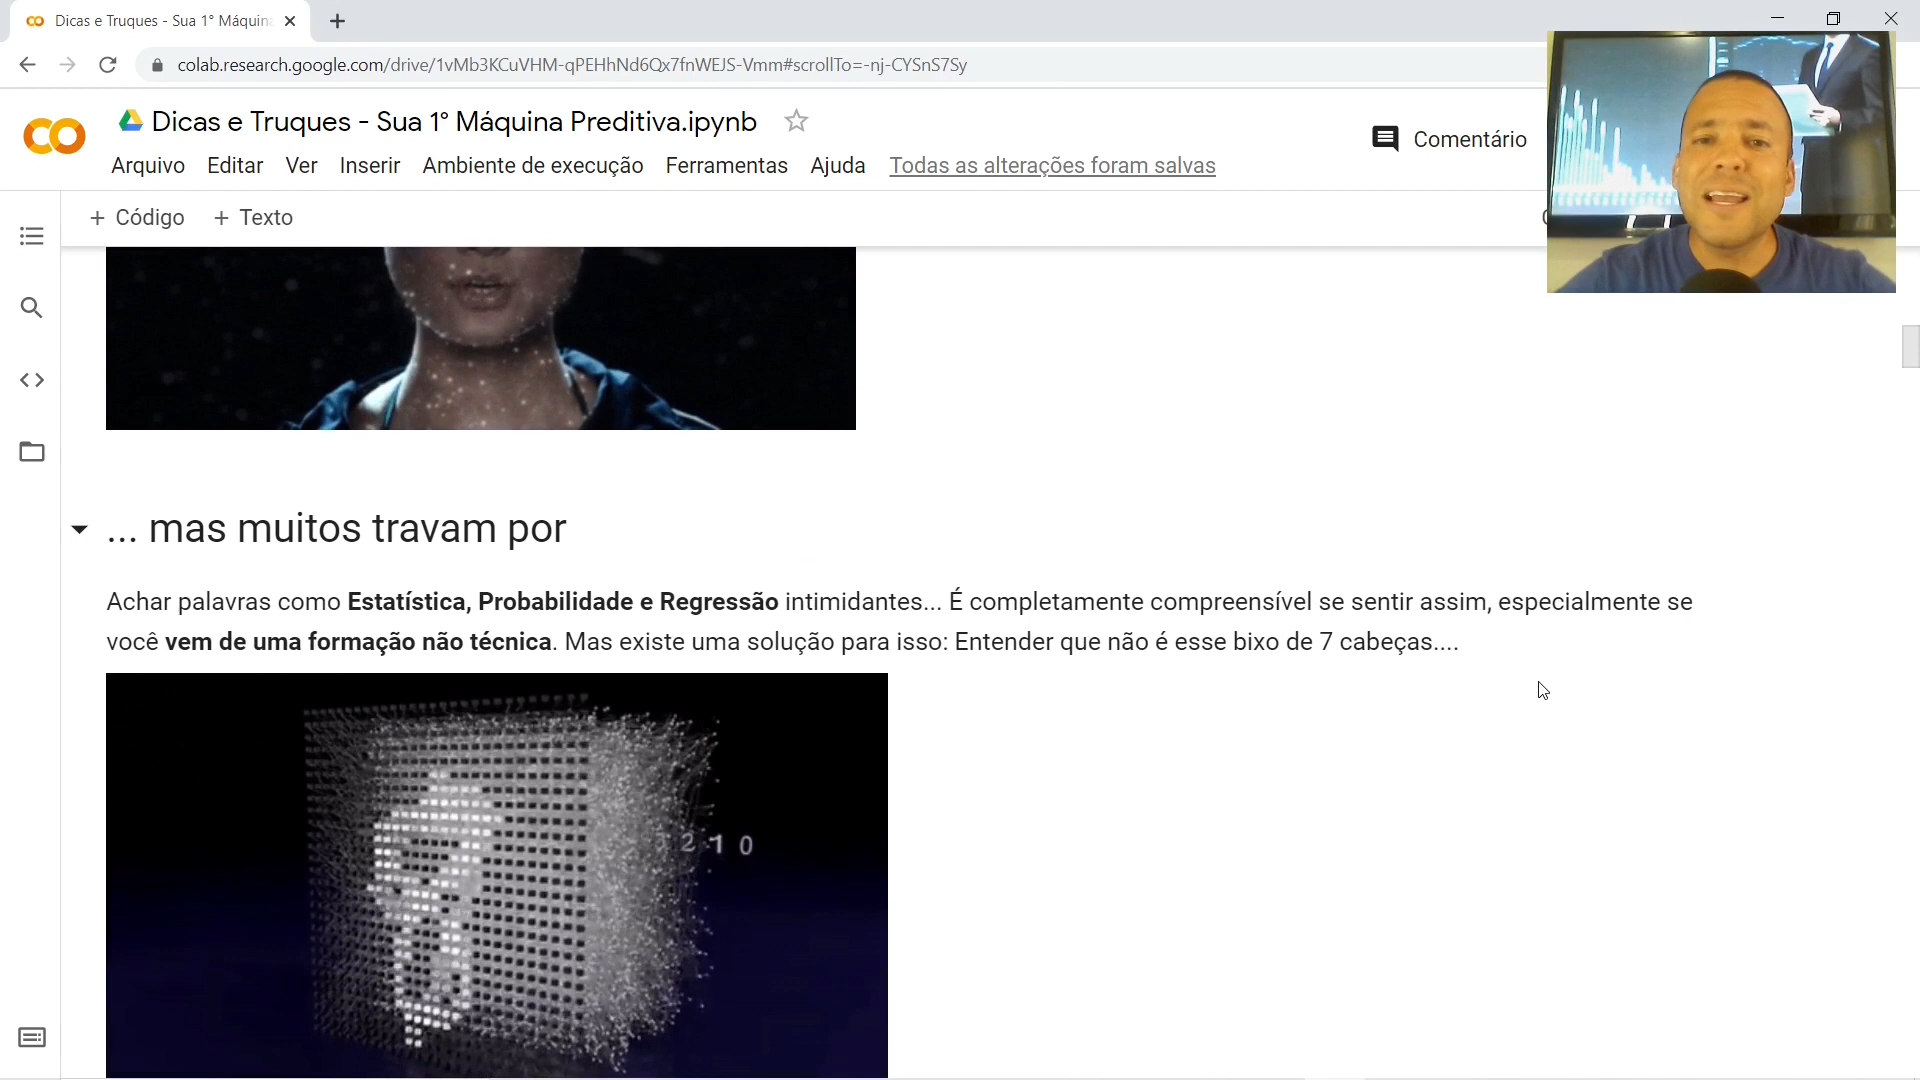 Dicas e Truques - Sua 1° Máquin
colab.research.google.com/drive/1vMb3KCuVHM-qPEHhNd6Qx7fnWEJS-Vmm#scrollTo=-nj-CYSnS7Sy
Dicas e Truques - Sua 1° Máquina Preditiva.ipynb
Comentário
Arquivo Editar Ver Inserir Ambiente de execução Ferramentas Ajuda Todas as alterações foram salvas
+ Código + Texto
... mas muitos travam por
Achar palavras como Estatística, Probabilidade e Regressão intimidantes... É completamente compreensível se sentir assim, especialmente se
você vem de uma formação não técnica. Mas existe uma solução para isso: Entender que não é esse bixo de 7 cabeças....
2 1 0